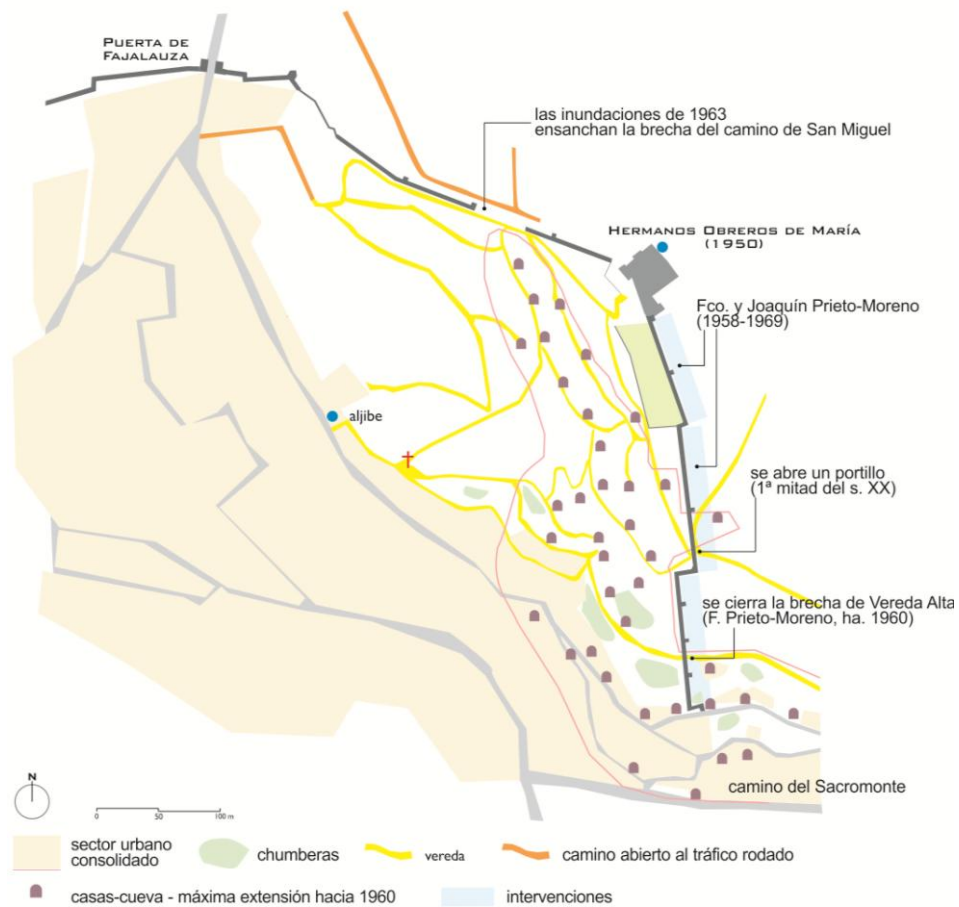 Puerta de
Fajalauza
las inundaciones de 1963
ensanchan la brecha del camino de San Miguel
Hermanos Obreros de María
(1950)
Fco. y Joaquín Prieto-Moreno
(1958-1969)
aljibe
se abre un portillo
(1ª mitad del s. XX)
se cierra la brecha de Vereda Alta
(F. Prieto-Moreno, ha. 1960)
camino del Sacromonte
N
0 50 100 m
sector urbano
consolidado
chumberas
vereda
camino abierto al tráfico rodado
casas-cueva - máxima extensión hacia 1960
intervenciones